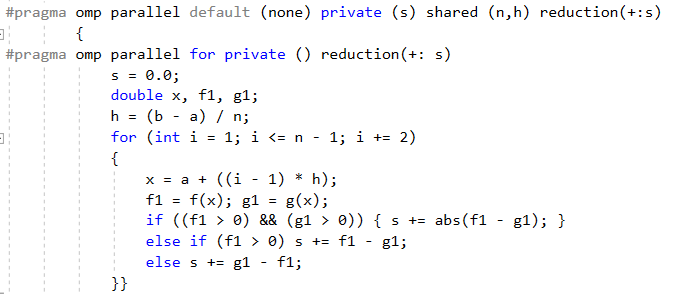 #pragma omp parallel default (none) private (s) shared (n,h) reduction(+:s)
{
#pragma omp parallel for private () reduction(+: s)
s = 0.0;
double x, f1, g1;
h = (b - a) / n;
for (int i = 1; i <= n - 1; i += 2)
{
x = a + ((i - 1) * h);
f1 = f(x); g1 = g(x);
if ((f1 > 0) && (g1 > 0)) { s += abs(f1 - g1); }
else if (f1 > 0) s += f1 - g1;
else s += g1 - f1;
}}